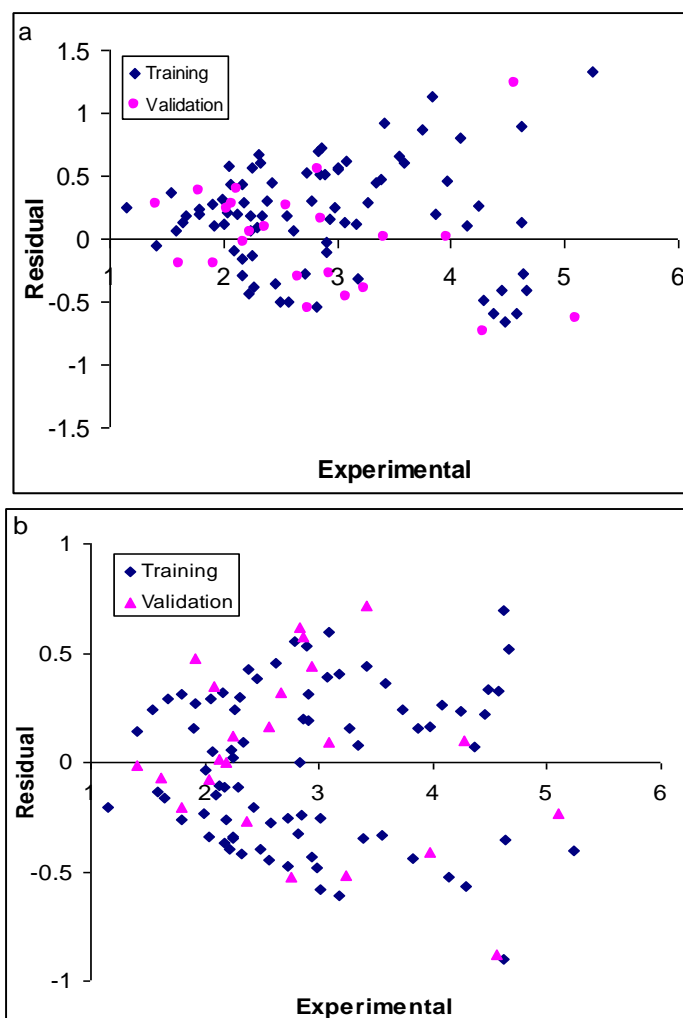 a
1.5
Training
Validation
1
0.5
0
1 2 3 4 5 6
-0.5
-1
-1.5
Residual
Experimental
b
1
Training
Validation
0.5
0
1 2 3 4 5 6
-0.5
-1
Residual
Experimental